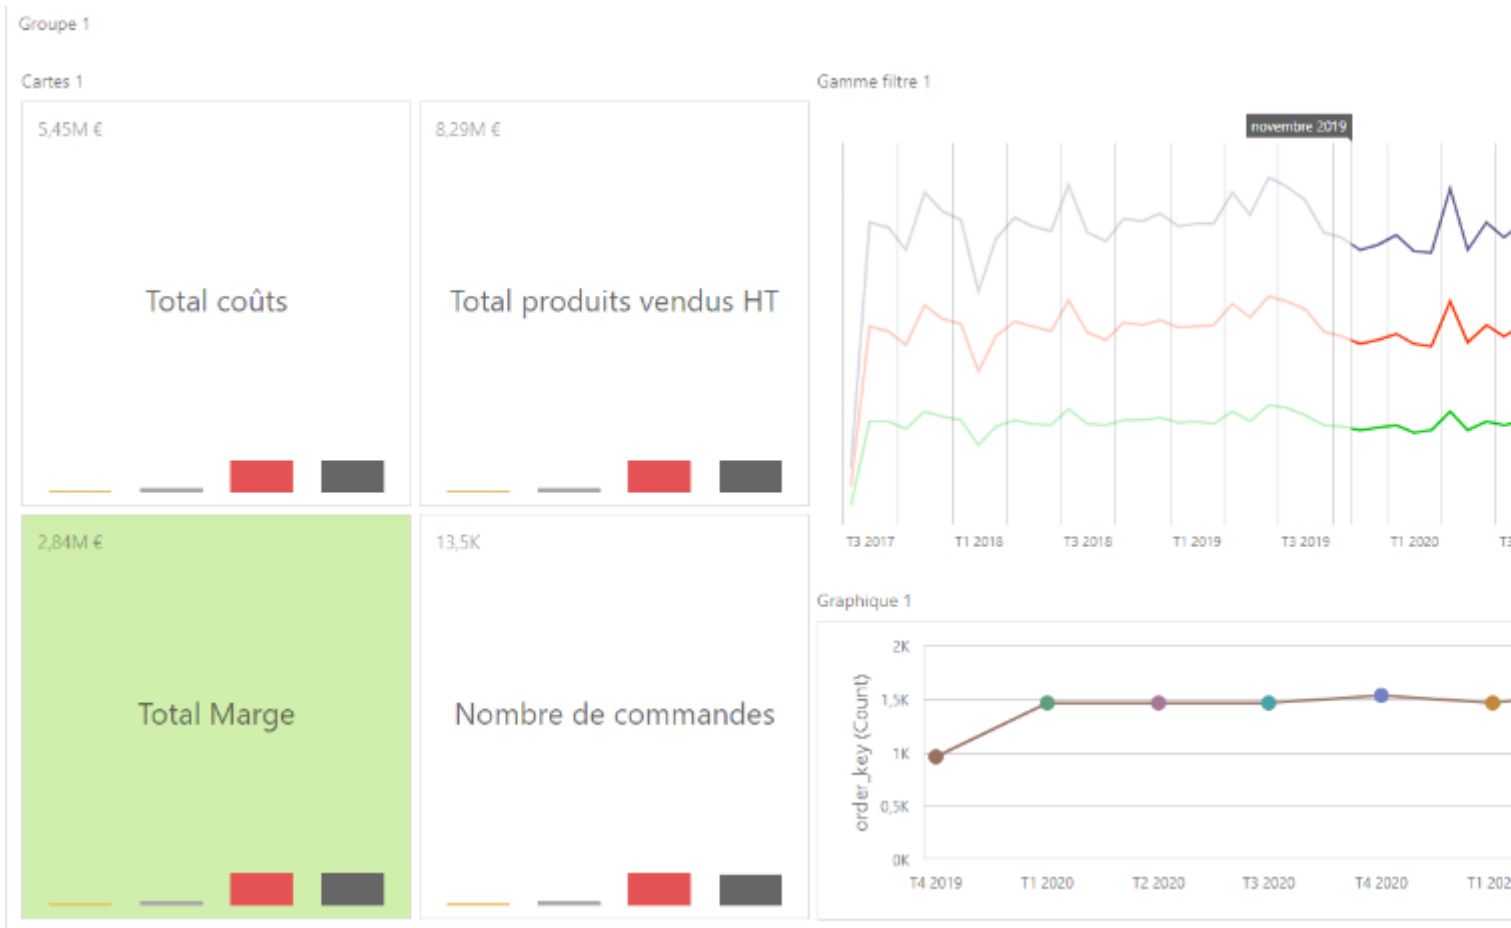 Groupe 1
Cartes 1
5,45M €
Total coûts
8,29M €
Total produits vendus HT
2,84M €
Total Marge
13,5K
Nombre de commandes
Gamme filtre 1
novembre 2019
T3 2017 T1 2018 T3 2018 T1 2019 T3 2019 T1 2020 T3
Graphique 1
order_key (Count)
2K
1,5K
1K
0,5K
0K
T4 2019 T1 2020 T2 2020 T3 2020 T4 2020 T1 202